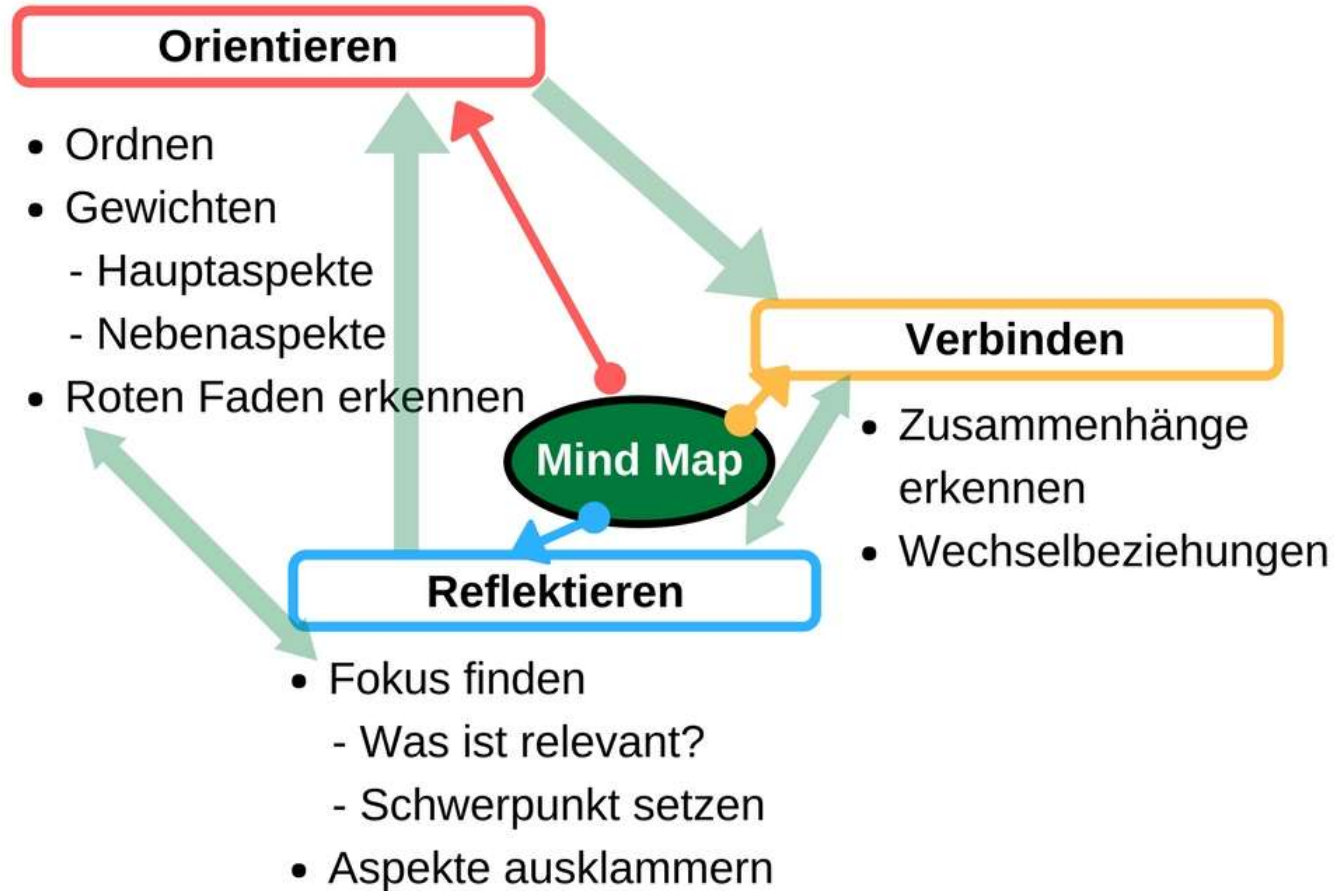 Orientieren
• Ordnen
• Gewichten
- Hauptaspekte
- Nebenaspekte
• Roten Faden erkennen
Mind Map
Verbinden
• Zusammenhänge
erkennen
• Wechselbeziehungen
Reflektieren
• Fokus finden
- Was ist relevant?
- Schwerpunkt setzen
• Aspekte ausklammern